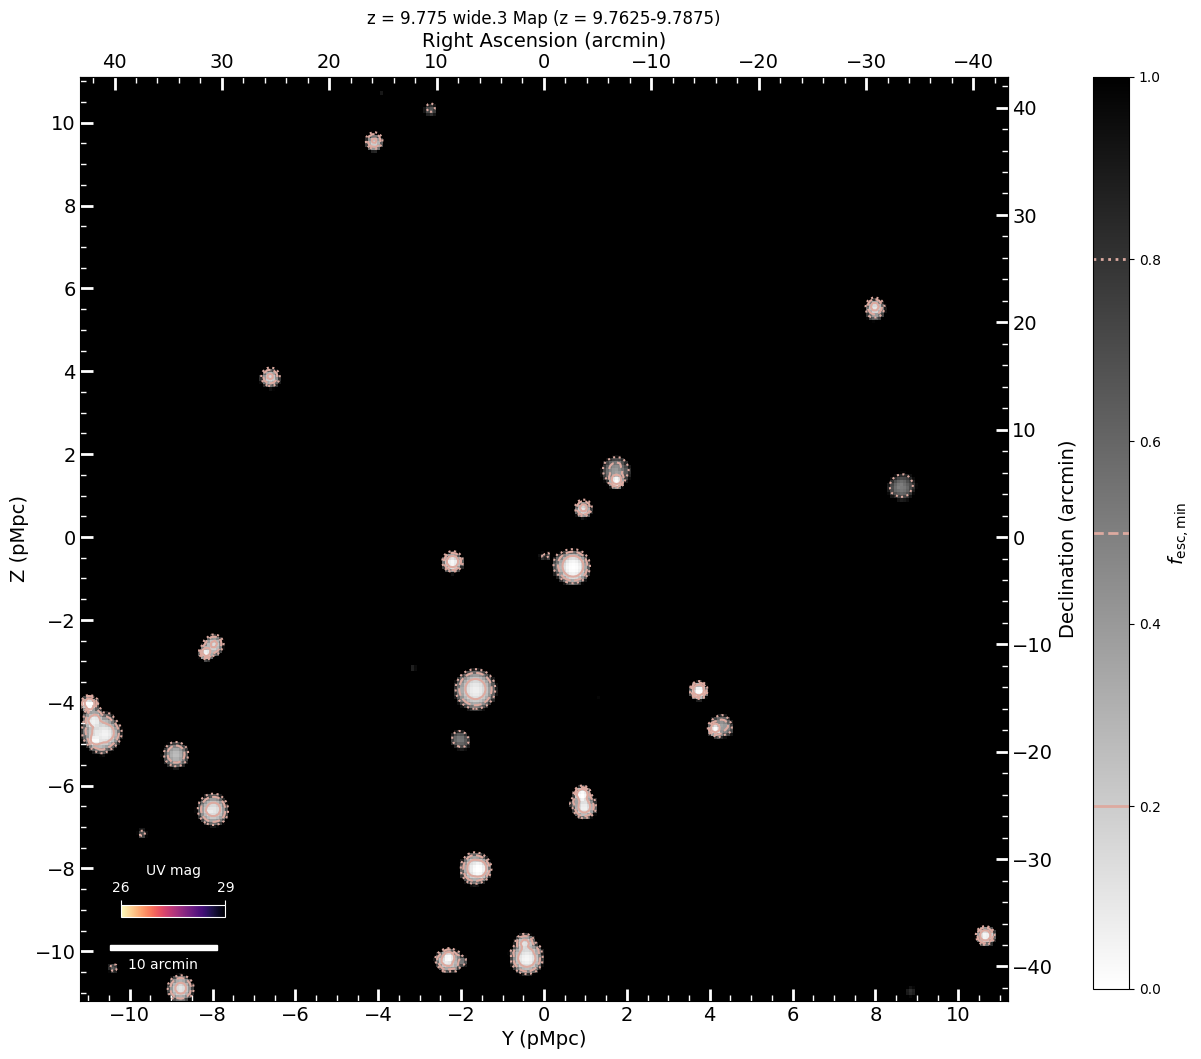 z = 9.775 wide.3 Map (z = 9.7625-9.7875)
Right Ascension (arcmin)
40 30 20 10 0 −10 −20 −30 −40
10 8 6 4 2 0 −2 −4 −6 −8 −10
Z (pMpc)
UV mag
26 29
10 arcmin
−10 −8 −6 −4 −2 0 2 4 6 8 10
Y (pMpc)
40 30 20 10 0 −10 −20 −30 −40
Declination (arcmin)
1.0 0.8 0.6 0.4 0.2 0.0
f_esc,min